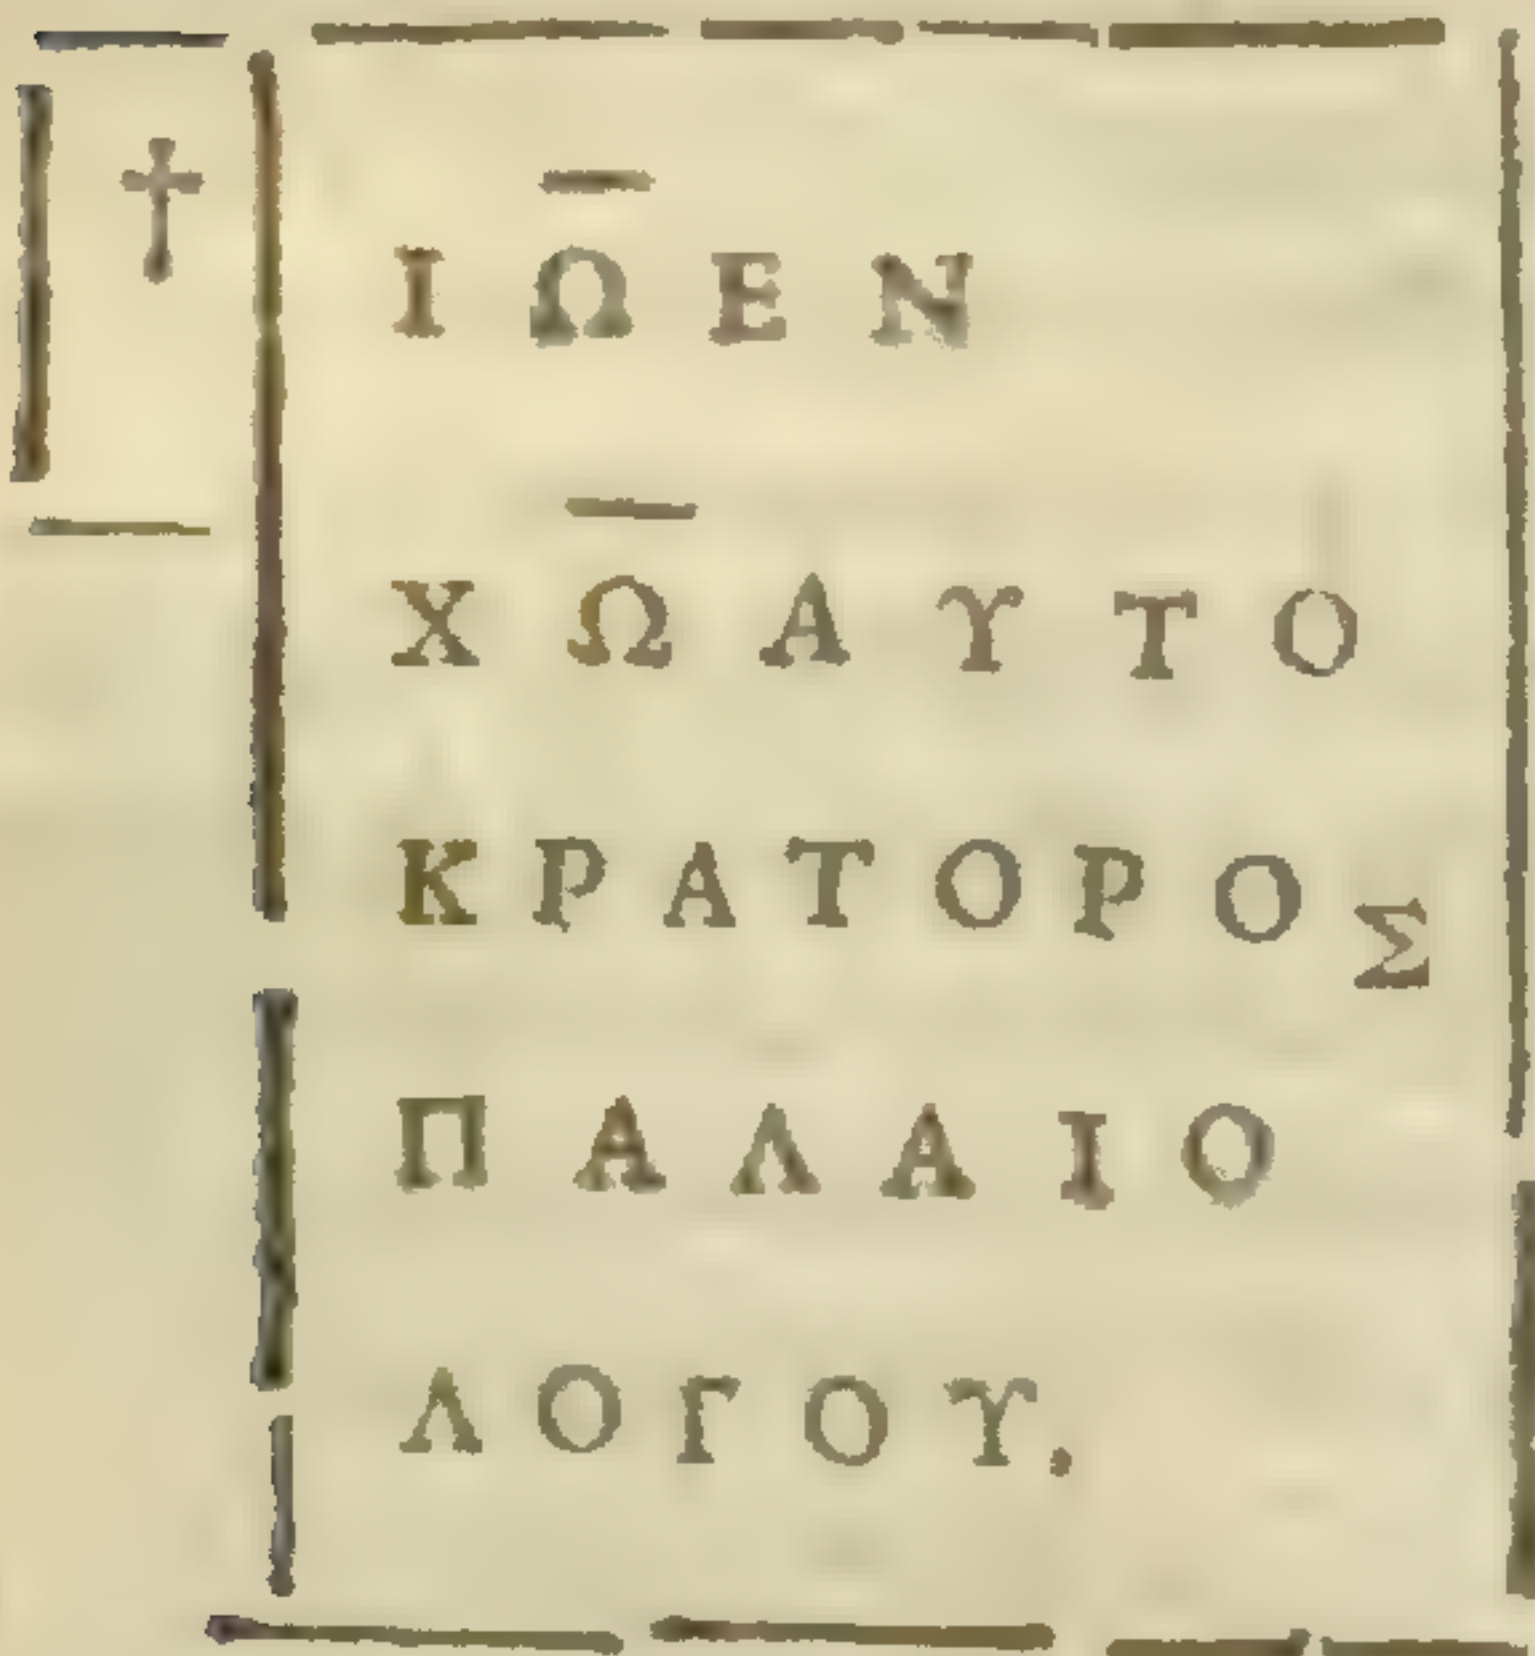 †
ΙΩ̅ΕΝ
ΧΩ̅ΑΥΤΟ
ΚΡΑΤΟΡΟΣ
ΠΑΛΑΙΟ
ΛΟΓΟΥ.